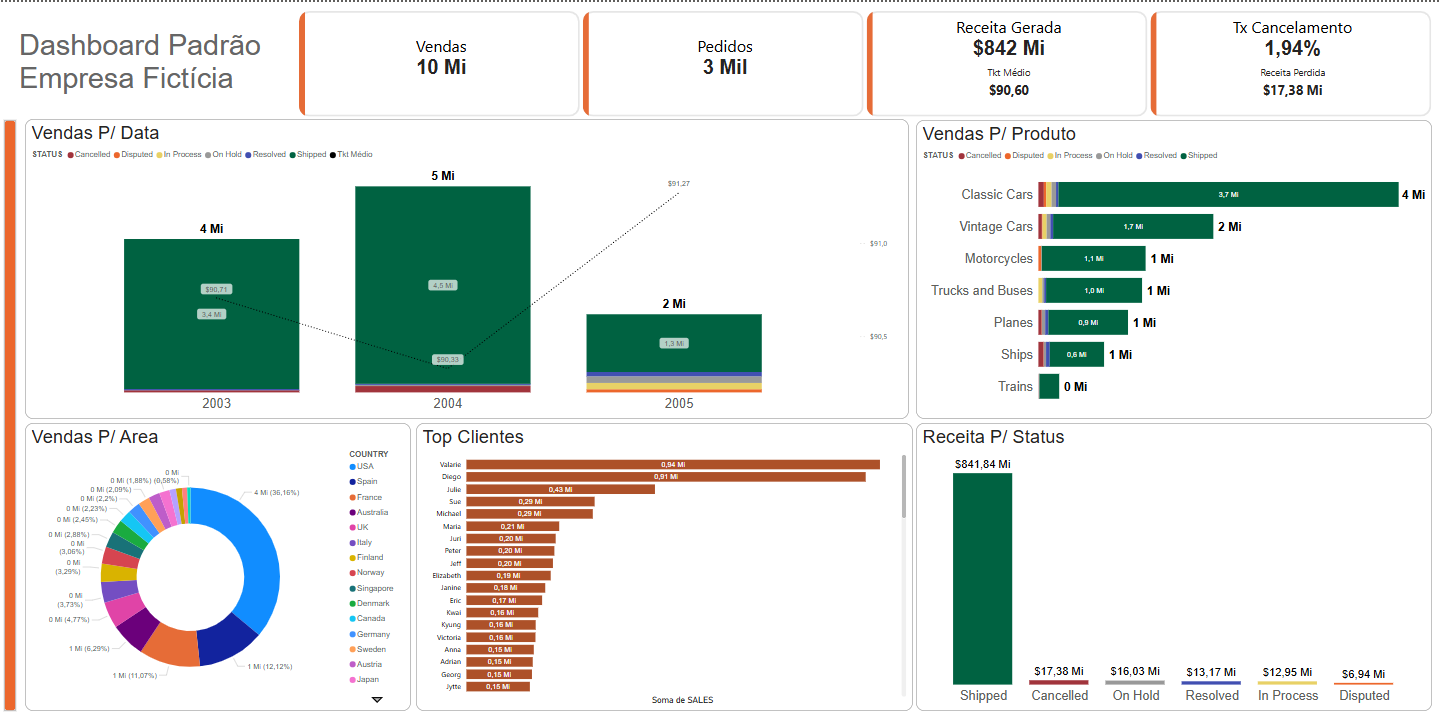 Dashboard Padrão
Empresa Fictícia
Vendas
10 Mi
Pedidos
3 Mil
Receita Gerada
$842 Mi
Tkt Médio
$90,60
Tx Cancelamento
1,94%
Receita Perdida
$17,38 Mi
Vendas P/ Data
STATUS Cancelled Disputed In Process On Hold Resolved Shipped Tkt Médio
5 Mi
4 Mi
2 Mi
$91,27
$91,0
$90,71
3,4 Mi
4,5 Mi
$90,33
1,3 Mi
$90,5
2003 2004 2005
Vendas P/ Produto
STATUS Cancelled Disputed In Process On Hold Resolved Shipped
Classic Cars 3,7 Mi 4 Mi
Vintage Cars 1,7 Mi 2 Mi
Motorcycles 1,1 Mi 1 Mi
Trucks and Buses 1,0 Mi 1 Mi
Planes 0,9 Mi 1 Mi
Ships 0,6 Mi 1 Mi
Trains 0 Mi
Vendas P/ Area
0 Mi
0 Mi (1,88%) (0,58%)
0 Mi (2,09%)
0 Mi (2,2%)
0 Mi (2,23%)
0 Mi (2,45%)
0 Mi (2,88%)
0 Mi
(3,06%)
0 Mi
(3,29%)
0 Mi
(3,73%)
0 Mi (4,77%)
1 Mi (6,29%)
1 Mi (11,07%)
1 Mi (12,12%)
4 Mi (36,16%)
COUNTRY
USA
Spain
France
Australia
UK
Italy
Finland
Norway
Singapore
Denmark
Canada
Germany
Sweden
Austria
Japan
Top Clientes
Valarie 0,94 Mi
Diego 0,91 Mi
Julie 0,43 Mi
Sue 0,29 Mi
Michael 0,29 Mi
Maria 0,21 Mi
Juri 0,20 Mi
Peter 0,20 Mi
Jeff 0,20 Mi
Elizabeth 0,19 Mi
Janine 0,18 Mi
Eric 0,17 Mi
Kwai 0,16 Mi
Kyung 0,16 Mi
Victoria 0,16 Mi
Anna 0,15 Mi
Adrian 0,15 Mi
Georg 0,15 Mi
Jytte 0,15 Mi
Soma de SALES
Receita P/ Status
$841,84 Mi
$17,38 Mi $16,03 Mi $13,17 Mi $12,95 Mi $6,94 Mi
Shipped Cancelled On Hold Resolved In Process Disputed